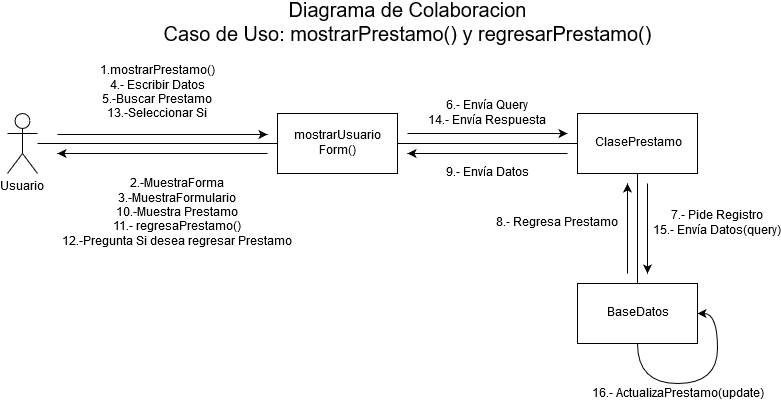 Diagrama de Colaboracion
Caso de Uso: mostrarPrestamo() y regresarPrestamo()
1.mostrarPrestamo()
4.- Escribir Datos
5.-Buscar Prestamo
13.-Seleccionar Si
6.- Envía Query
14.- Envía Respuesta
mostrarUsuario
Form()
ClasePrestamo
Usuario
2.-MuestraForma
3.-MuestraFormulario
10.-Muestra Prestamo
11.- regresaPrestamo()
12.-Pregunta Si desea regresar Prestamo
9.- Envía Datos
8.- Regresa Prestamo
7.- Pide Registro
15.- Envía Datos(query)
BaseDatos
16.- ActualizaPrestamo(update)